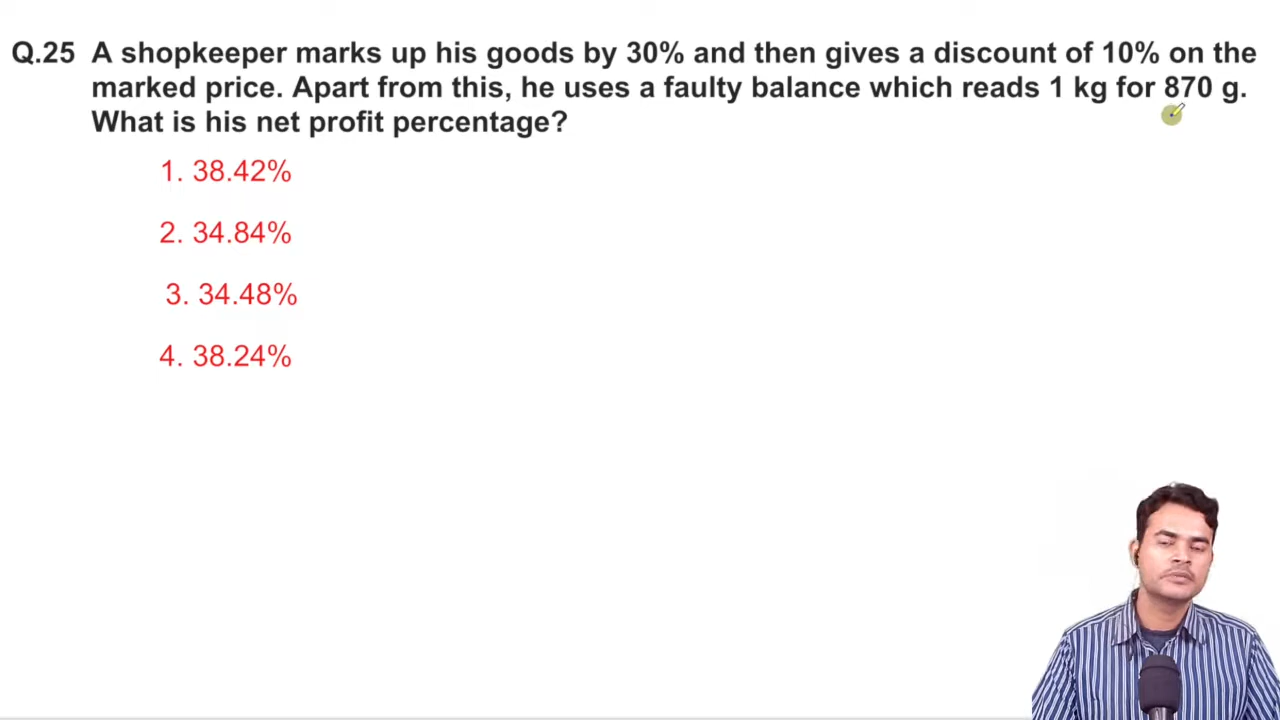 Q.25 A shopkeeper marks up his goods by 30% and then gives a discount of 10% on the
marked price. Apart from this, he uses a faulty balance which reads 1 kg for 870 g.
What is his net profit percentage?
1. 38.42%
2. 34.84%
3. 34.48%
4. 38.24%